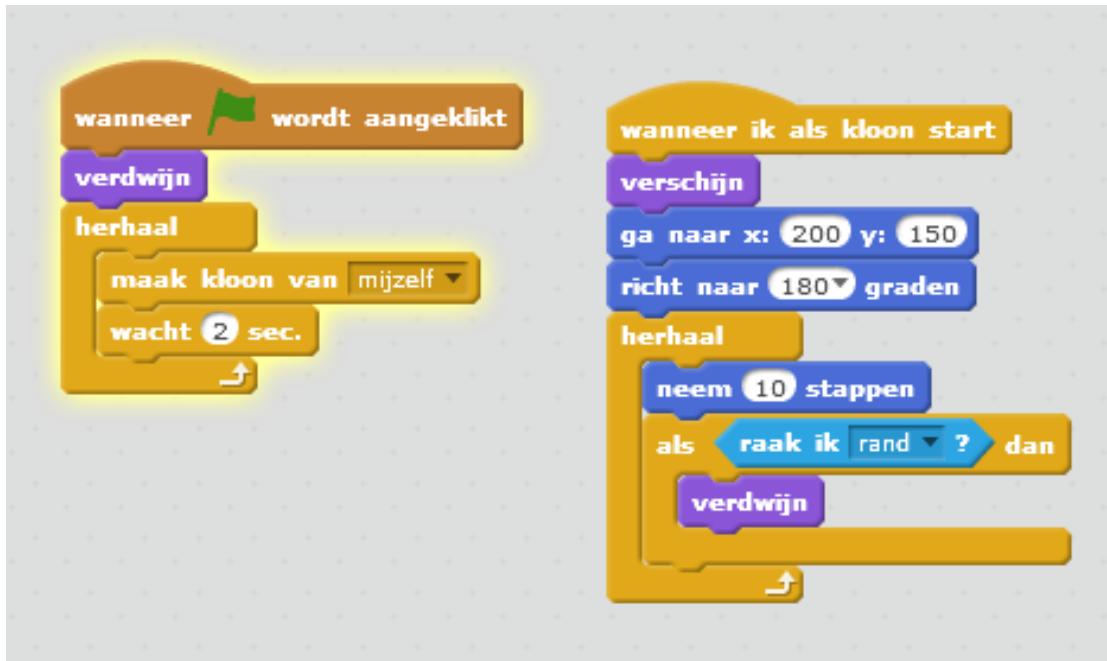 wanneer wordt aangeklikt
verdwijn
herhaal
maak kloon van mijzelf
wacht 2 sec.
wanneer ik als kloon start
verschijn
ga naar x: 200 y: 150
richt naar 180 graden
herhaal
neem 10 stappen
als raak ik rand ? dan
verdwijn